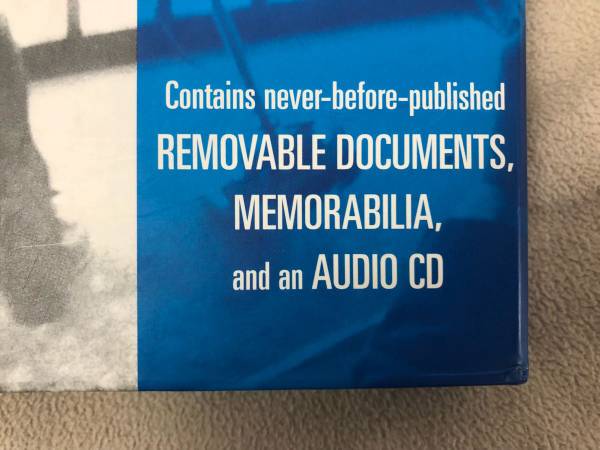 Contains never-before-published
REMOVABLE DOCUMENTS,
MEMORABILIA,
and an AUDIO CD